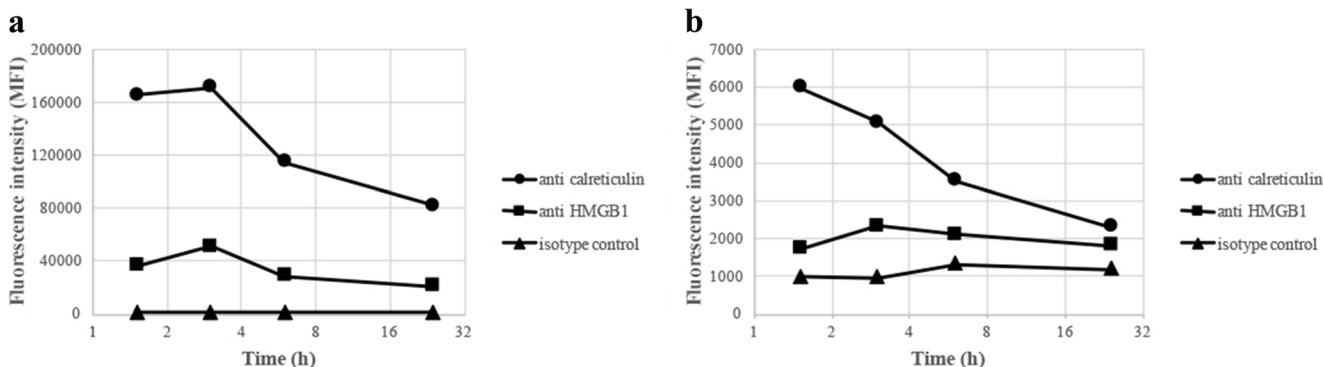 a
200000
160000
120000
80000
40000
0
Fluorescence intensity (MFI)
1 2 4 8 16 32
Time (h)
anti calreticulin
anti HMGB1
isotype control
b
7000
6000
5000
4000
3000
2000
1000
0
Fluorescence intensity (MFI)
1 2 4 8 16 32
Time (h)
anti calreticulin
anti HMGB1
isotype control